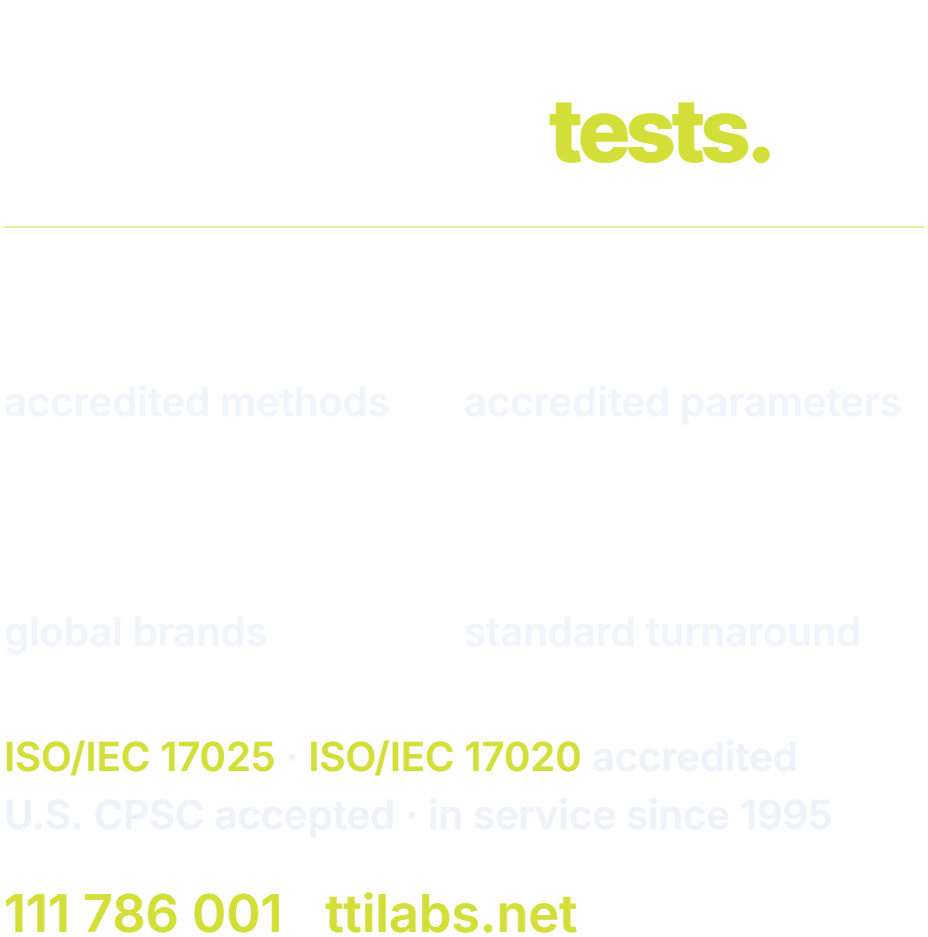 tests.
accredited methods accredited parameters
global brands standard turnaround
ISO/IEC 17025 · ISO/IEC 17020 accredited
U.S. CPSC accepted · in service since 1995
111 786 001 ttilabs.net